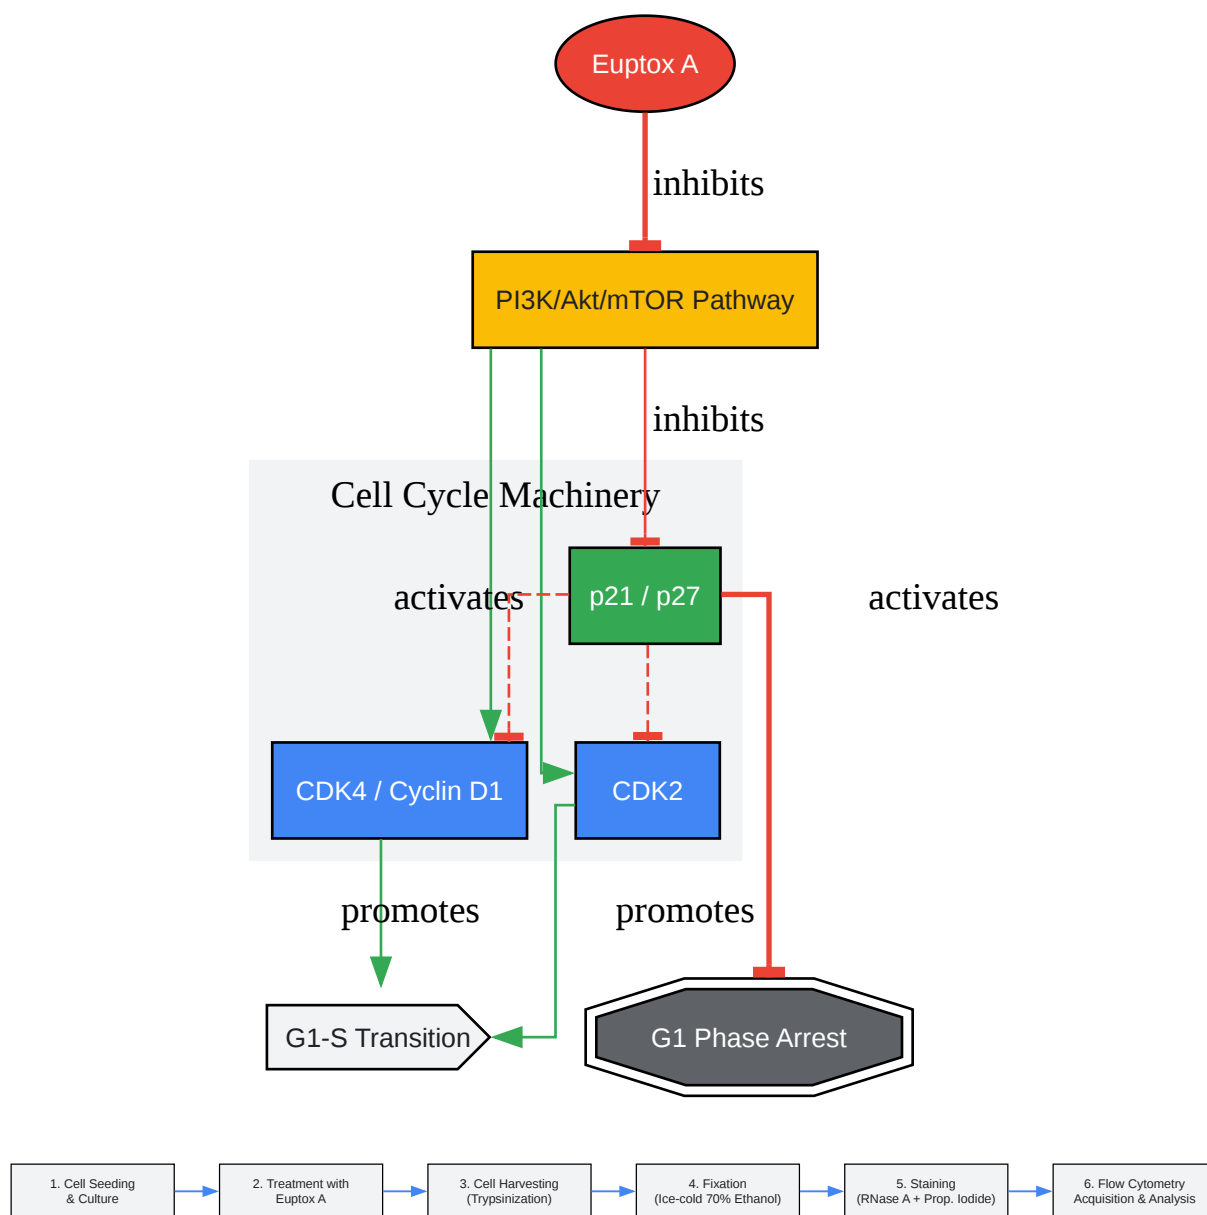 Euptox A
inhibits
PI3K/Akt/mTOR Pathway
inhibits
Cell Cycle Machinery
activates
p21 / p27
activates
CDK4 / Cyclin D1
CDK2
promotes
promotes
G1-S Transition
G1 Phase Arrest
1. Cell Seeding
& Culture
2. Treatment with
Euptox A
3. Cell Harvesting
(Trypsinization)
4. Fixation
(Ice-cold 70% Ethanol)
5. Staining
(RNase A + Prop. Iodide)
6. Flow Cytometry
Acquisition & Analysis